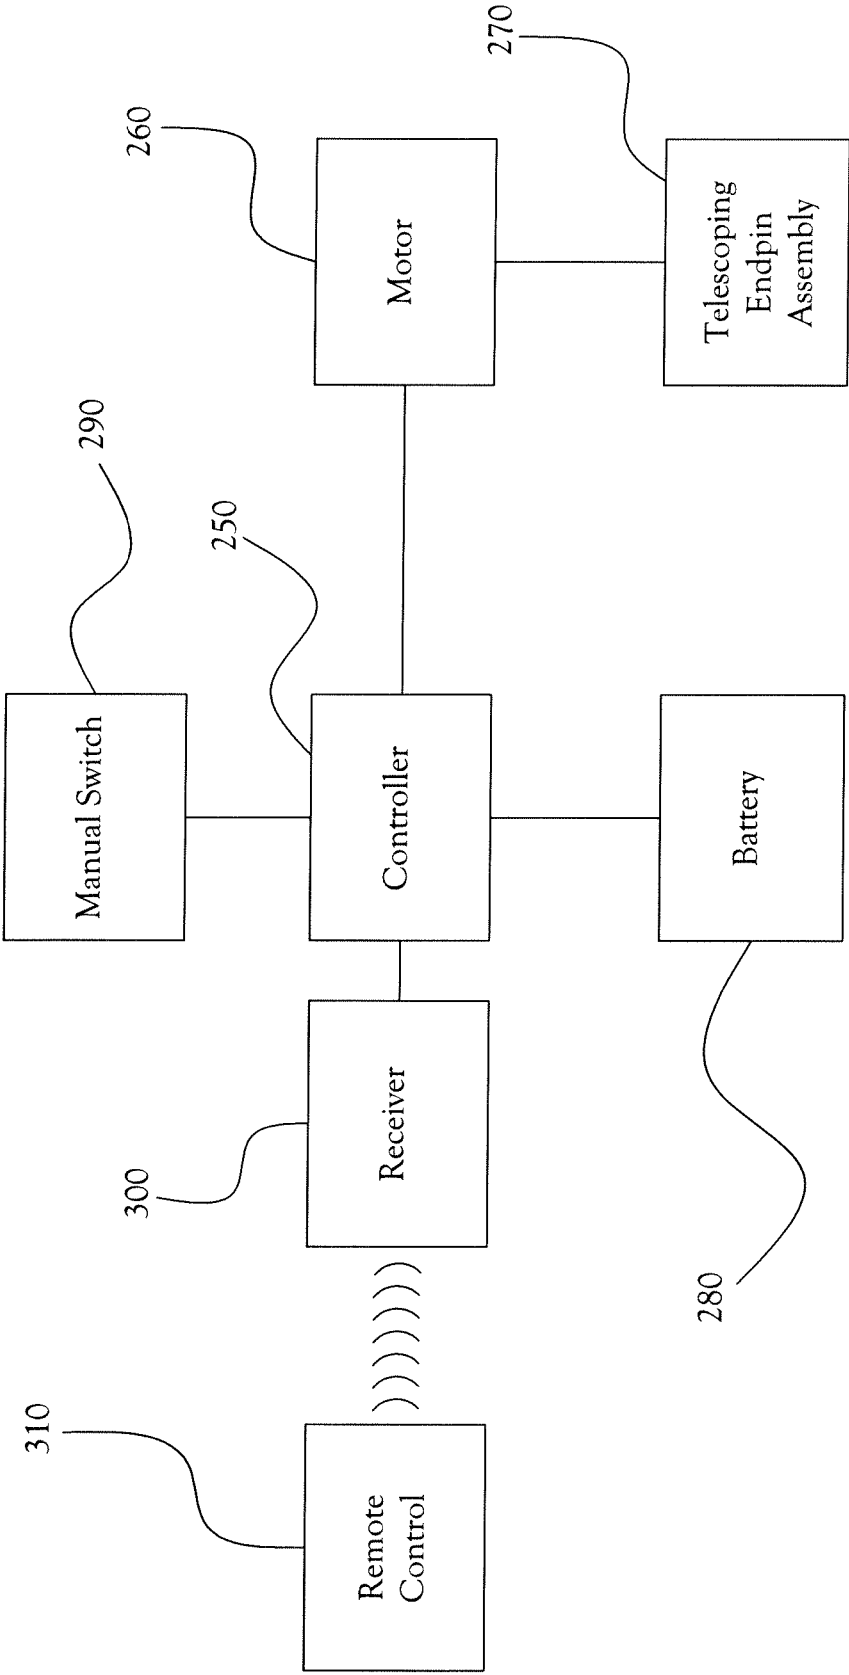 290
Manual Switch
310
300
250
260
Remote
Control
Receiver
Controller
Motor
270
280
Battery
Telescoping
Endpin
Assembly